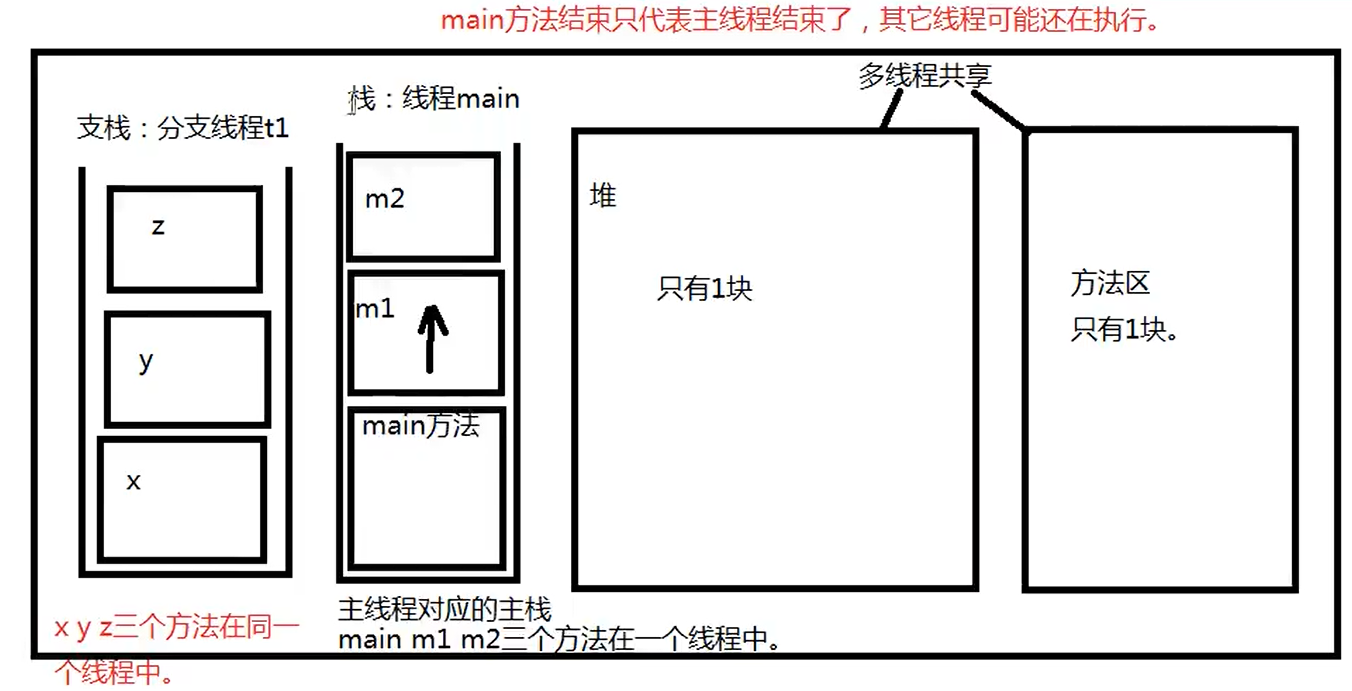 main方法结束只代表主线程结束了，其它线程可能还在执行。
多线程共享
栈：线程main
支栈：分支线程t1
z
y
x
m2
m1
main方法
堆
只有1块
方法区
只有1块。
主线程对应的主栈
main m1 m2三个方法在一个线程中。
x y z三个方法在同一
个线程中。